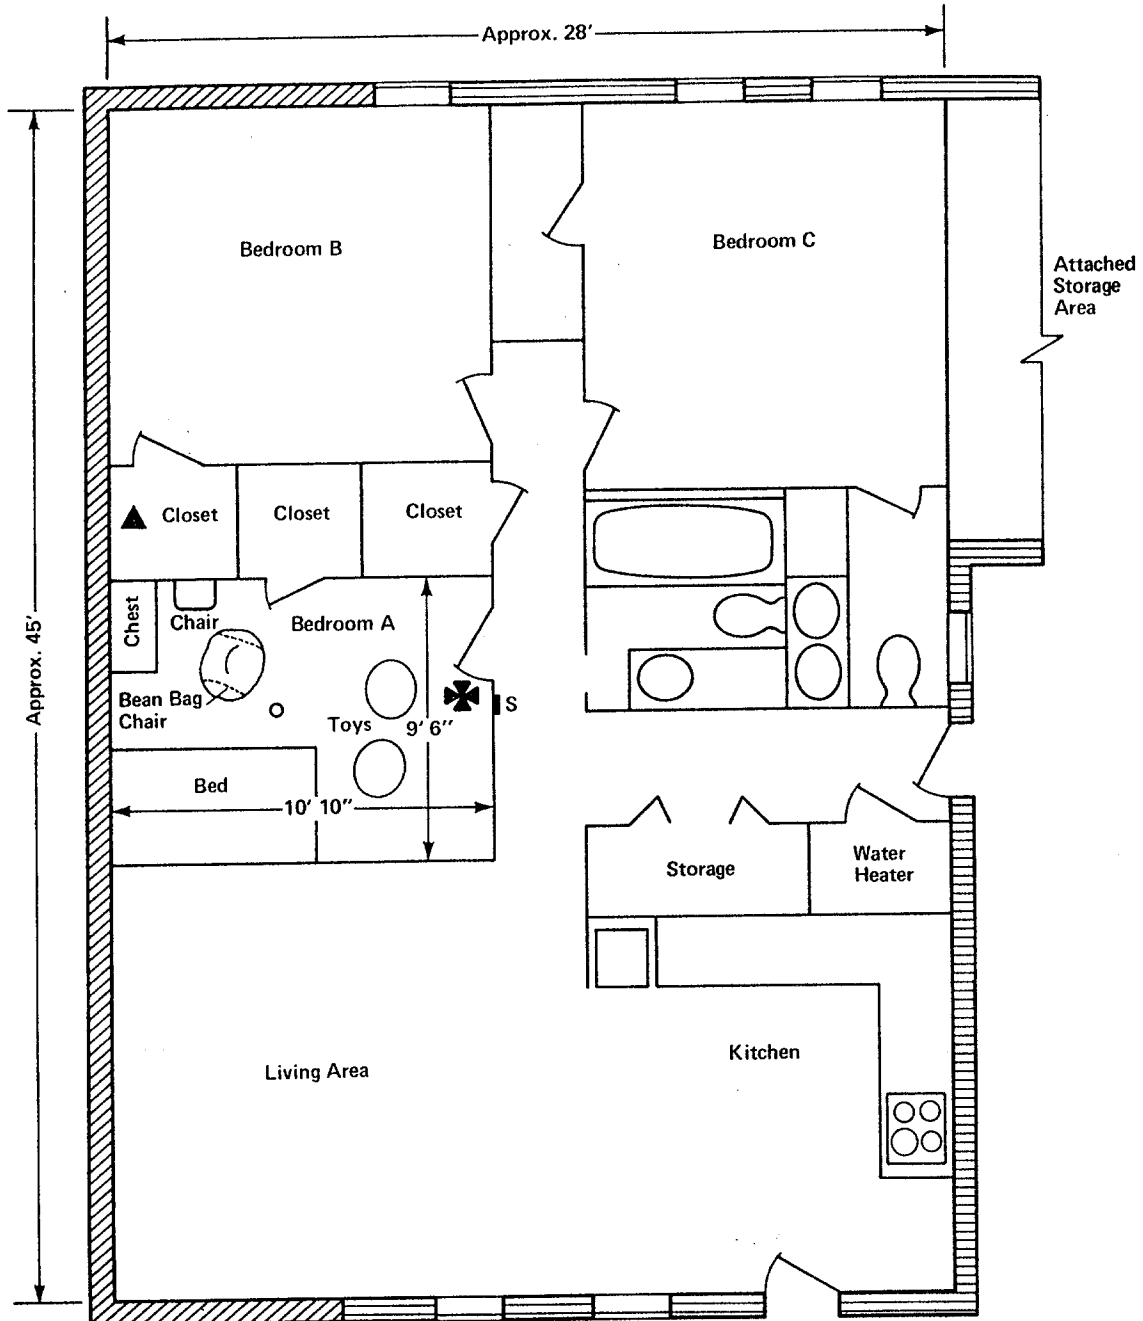 Approx. 28′
Bedroom B
Bedroom C
Attached
Storage
Area
Closet
Closet
Closet
Approx. 45′
Chest
Chair
Bedroom A
Bean Bag
Chair
Toys
9′ 6″
S
Bed
10′ 10″
Storage
Water
Heater
Living Area
Kitchen